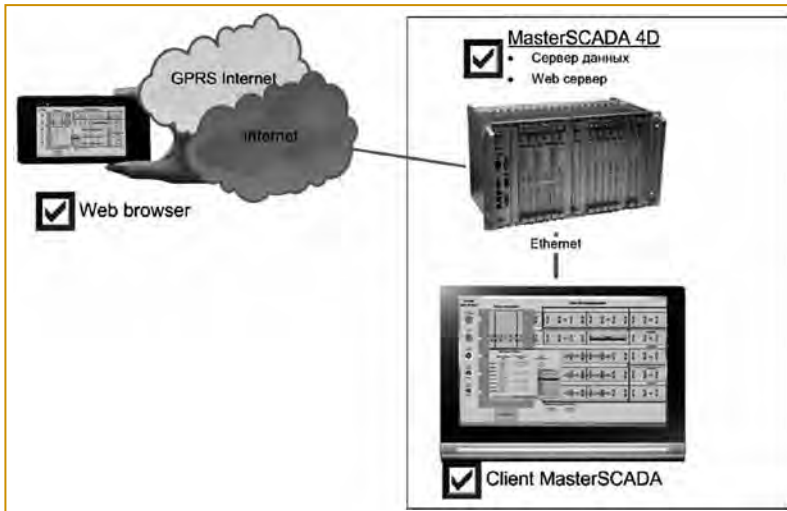 MasterSCADA 4D
• Сервер данных
• Web сервер
GPRS Internet
Internet
Web browser
Ethernet
Client MasterSCADA